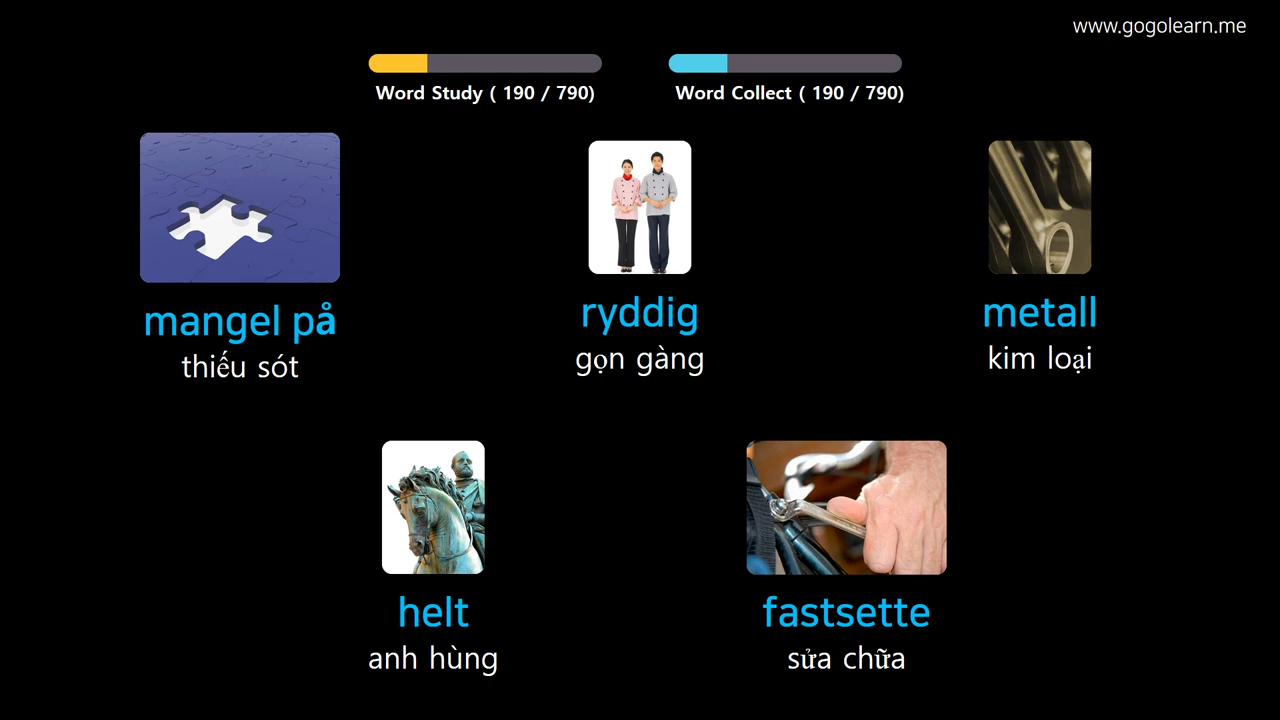 www.gogolearn.me
Word Study ( 190 / 790)
Word Collect ( 190 / 790)
mangel på
thiếu sót
ryddig
gọn gàng
metall
kim loại
helt
anh hùng
fastsette
sửa chữa